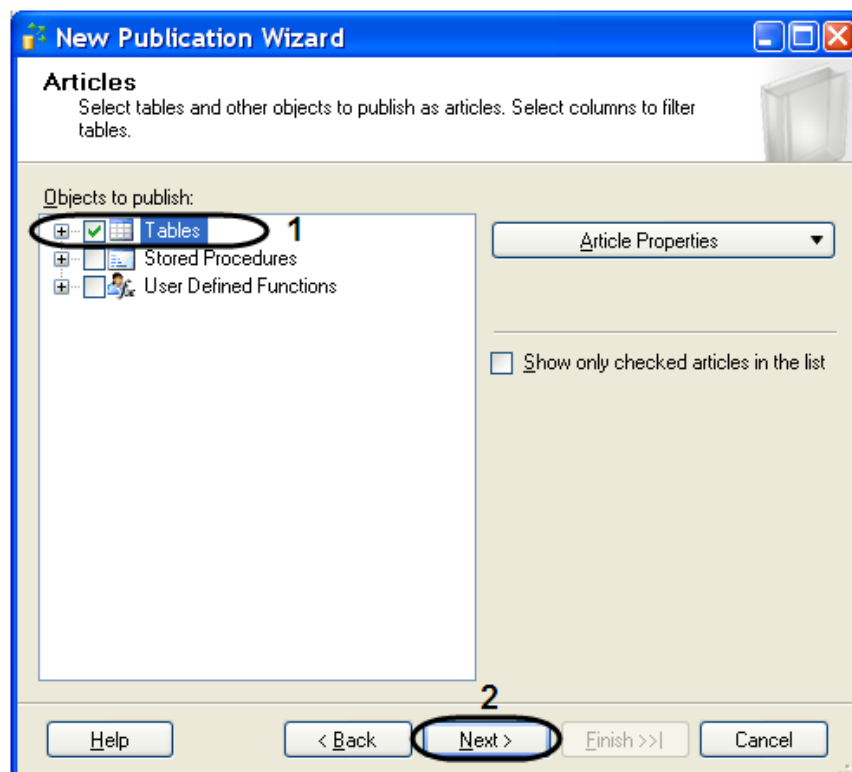 New Publication Wizard
Articles
Select tables and other objects to publish as articles. Select columns to filter
tables.
Objects to publish:
Tables 1
Stored Procedures
User Defined Functions
Article Properties
Show only checked articles in the list
2
Help
< Back
Next >
Finish >>|
Cancel